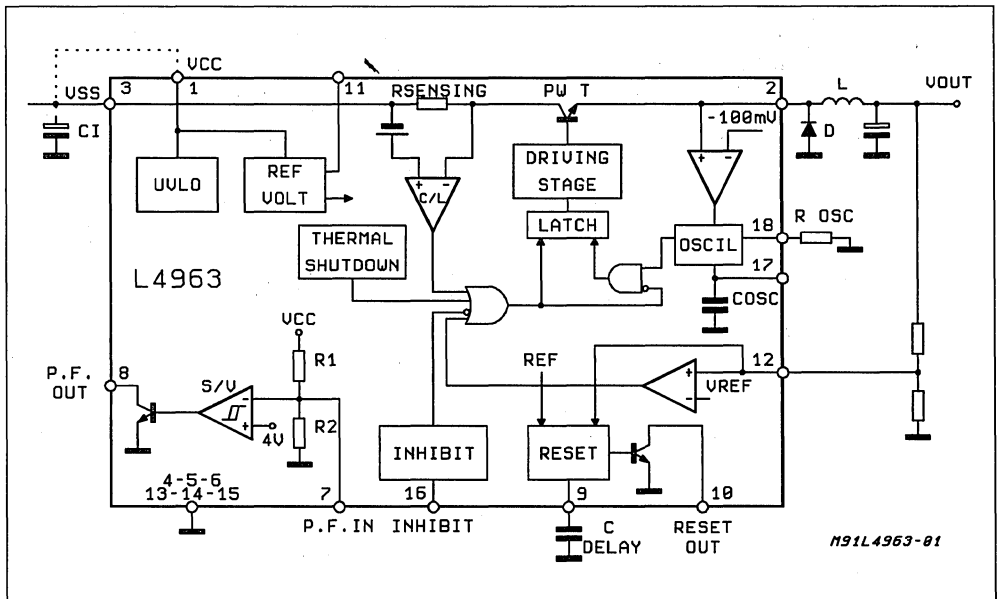 VCC
VSS
3
1
11
RSENSING
PW T
2
L
VOUT
CI
-100mV
+
-
D
UVLO
REF
VOLT
+
-
C/L
DRIVING
STAGE
LATCH
OSCIL
18
R OSC
THERMAL
SHUTDOWN
17
L4963
COSC
VCC
R1
REF
12
P.F.
OUT
8
S/V
-
+
VREF
-
R2
+
4V
INHIBIT
RESET
4-5-6
13-14-15
7
16
9
10
P.F.IN
INHIBIT
C
DELAY
RESET
OUT
M91L4963-01